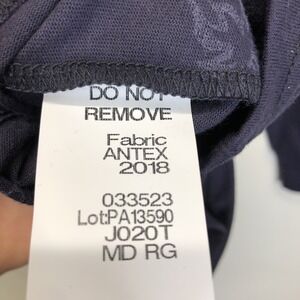 DO NOT
REMOVE
Fabric
ANTEX
2018
033523
Lot:PA13590
J020T
MD RG